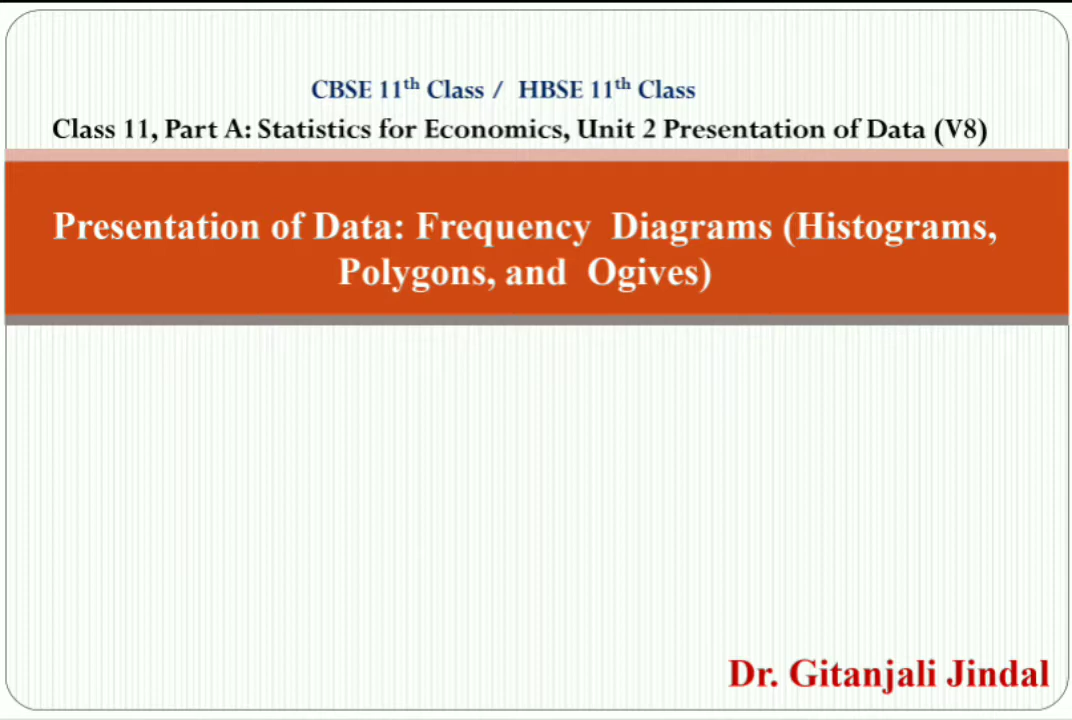 CBSE 11th Class / HBSE 11th Class
Class 11, Part A: Statistics for Economics, Unit 2 Presentation of Data (V8)
Presentation of Data: Frequency Diagrams (Histograms,
Polygons, and Ogives)
Dr. Gitanjali Jindal